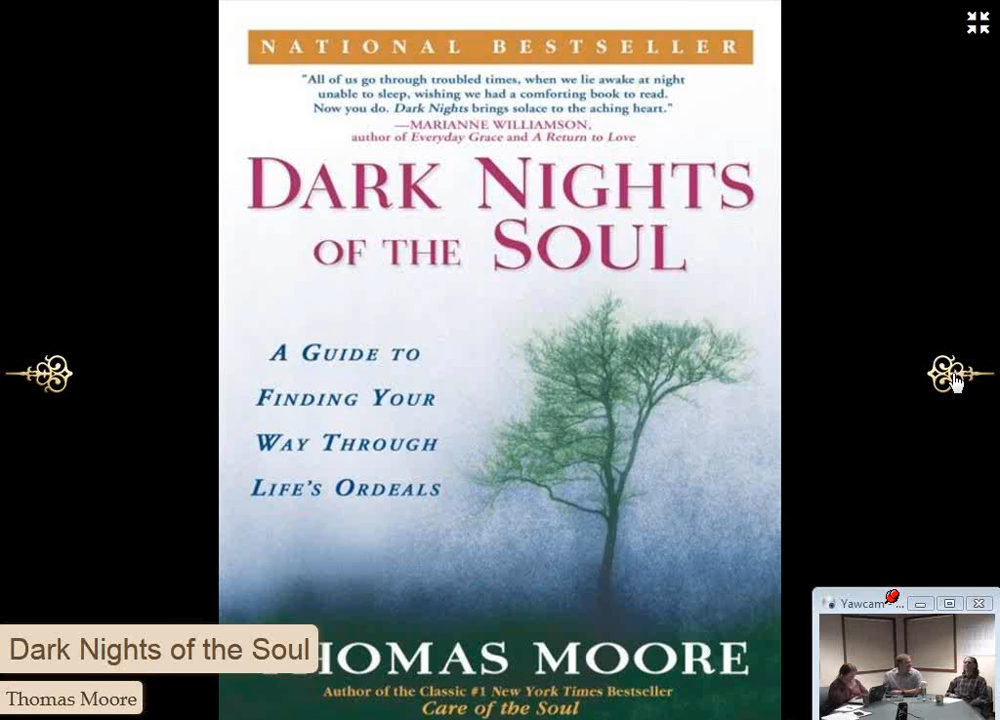 NATIONAL BESTSELLER
"All of us go through troubled times, when we lie awake at night
unable to sleep, wishing we had a comforting book to read.
Now you do. Dark Nights brings solace to the aching heart."
—MARIANNE WILLIAMSON,
author of Everyday Grace and A Return to Love
DARK NIGHTS
OF THE SOUL
A GUIDE TO
FINDING YOUR
WAY THROUGH
LIFE'S ORDEALS
Yawcam - ...
Dark Nights of the Soul
HOMAS MOORE
Thomas Moore
Author of the Classic #1 New York Times Bestseller
Care of the Soul